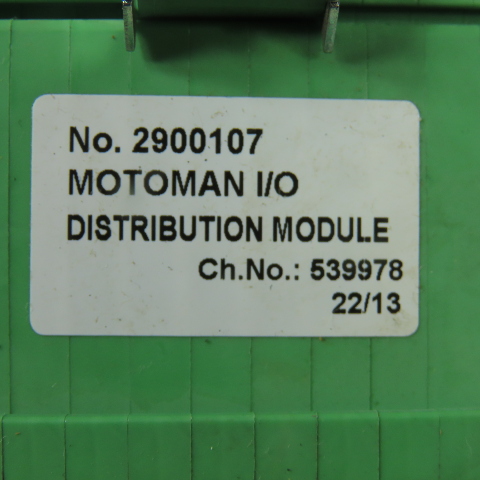 No. 2900107
MOTOMAN I/O
DISTRIBUTION MODULE
Ch.No.: 539978
22/13